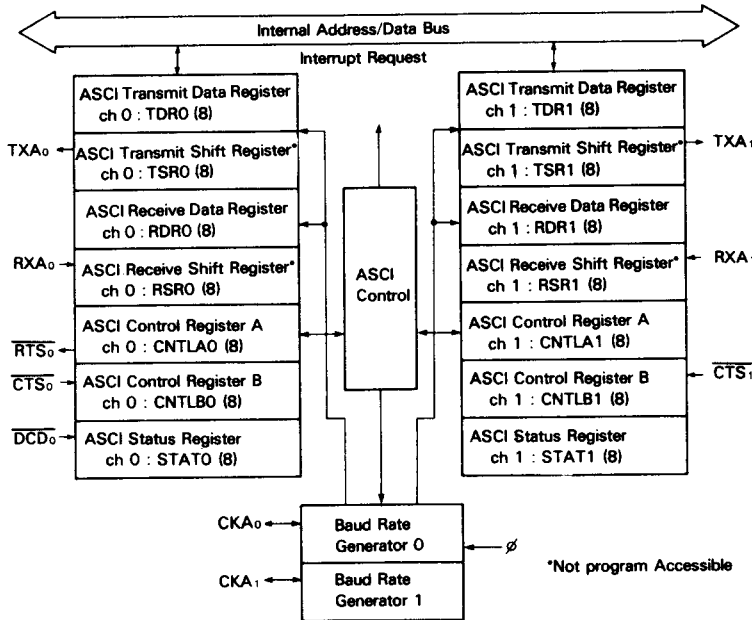 Internal Address/Data Bus
Interrupt Request
ASCI Transmit Data Register
ch 0 : TDR0 (8)
ASCI Transmit Shift Register*
ch 0 : TSR0 (8)
ASCI Receive Data Register
ch 0 : RDR0 (8)
ASCI Receive Shift Register*
ch 0 : RSR0 (8)
ASCI Control Register A
ch 0 : CNTLA0 (8)
ASCI Control Register B
ch 0 : CNTLB0 (8)
ASCI Status Register
ch 0 : STAT0 (8)
TXA0
RXA0
RTS0
CTS0
DCD0
ASCI
Control
ASCI Transmit Data Register
ch 1 : TDR1 (8)
ASCI Transmit Shift Register*
ch 1 : TSR1 (8)
ASCI Receive Data Register
ch 1 : RDR1 (8)
ASCI Receive Shift Register*
ch 1 : RSR1 (8)
ASCI Control Register A
ch 1 : CNTLA1 (8)
ASCI Control Register B
ch 1 : CNTLB1 (8)
ASCI Status Register
ch 1 : STAT1 (8)
TXA1
RXA
CTS1
CKA0
Baud Rate
Generator 0
ø
CKA1
Baud Rate
Generator 1
*Not program Accessible